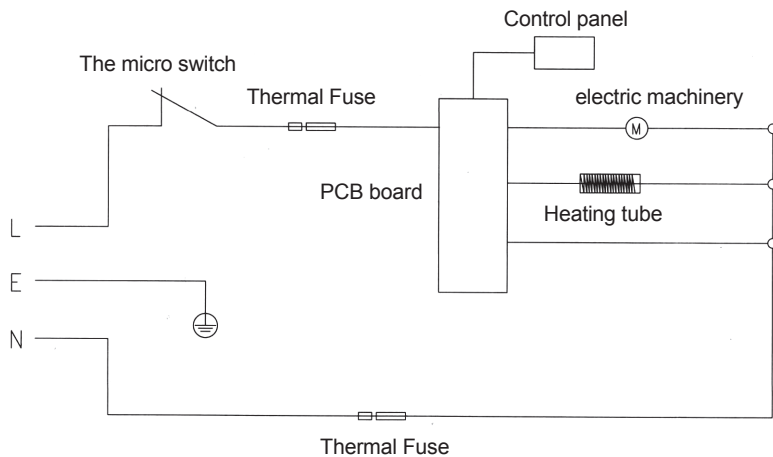 Control panel
The micro switch
Thermal Fuse
electric machinery
M
PCB board
Heating tube
L
E
N
Thermal Fuse